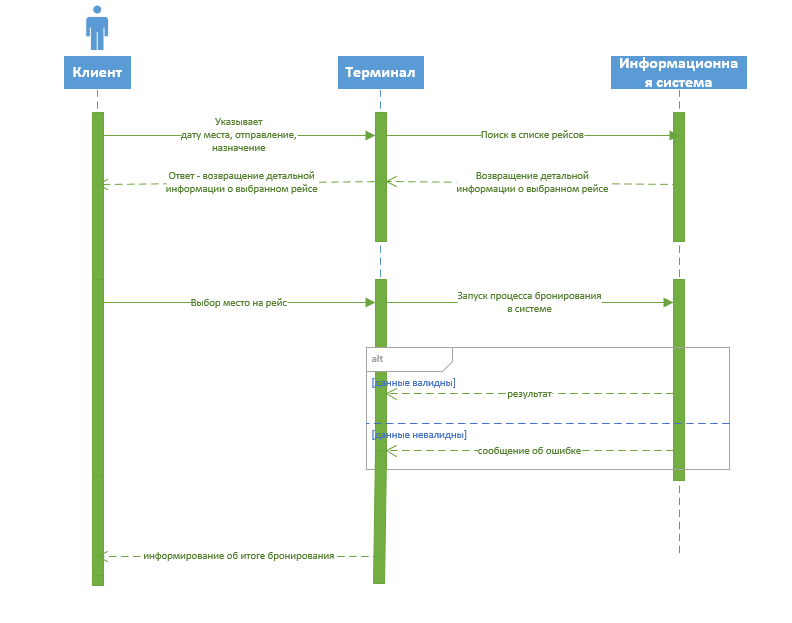 Клиент
Терминал
Информационна
я система
Указывает
дату места, отправление,
назначение
Поиск в списке рейсов
Ответ - возвращение детальной
информации о выбранном рейсе
Возвращение детальной
информации о выбранном рейсе
Выбор место на рейс
Запуск процесса бронирования
в системе
alt
[данные валидны]
результат
[данные невалидны]
сообщение об ошибке
информирование об итоге бронирования